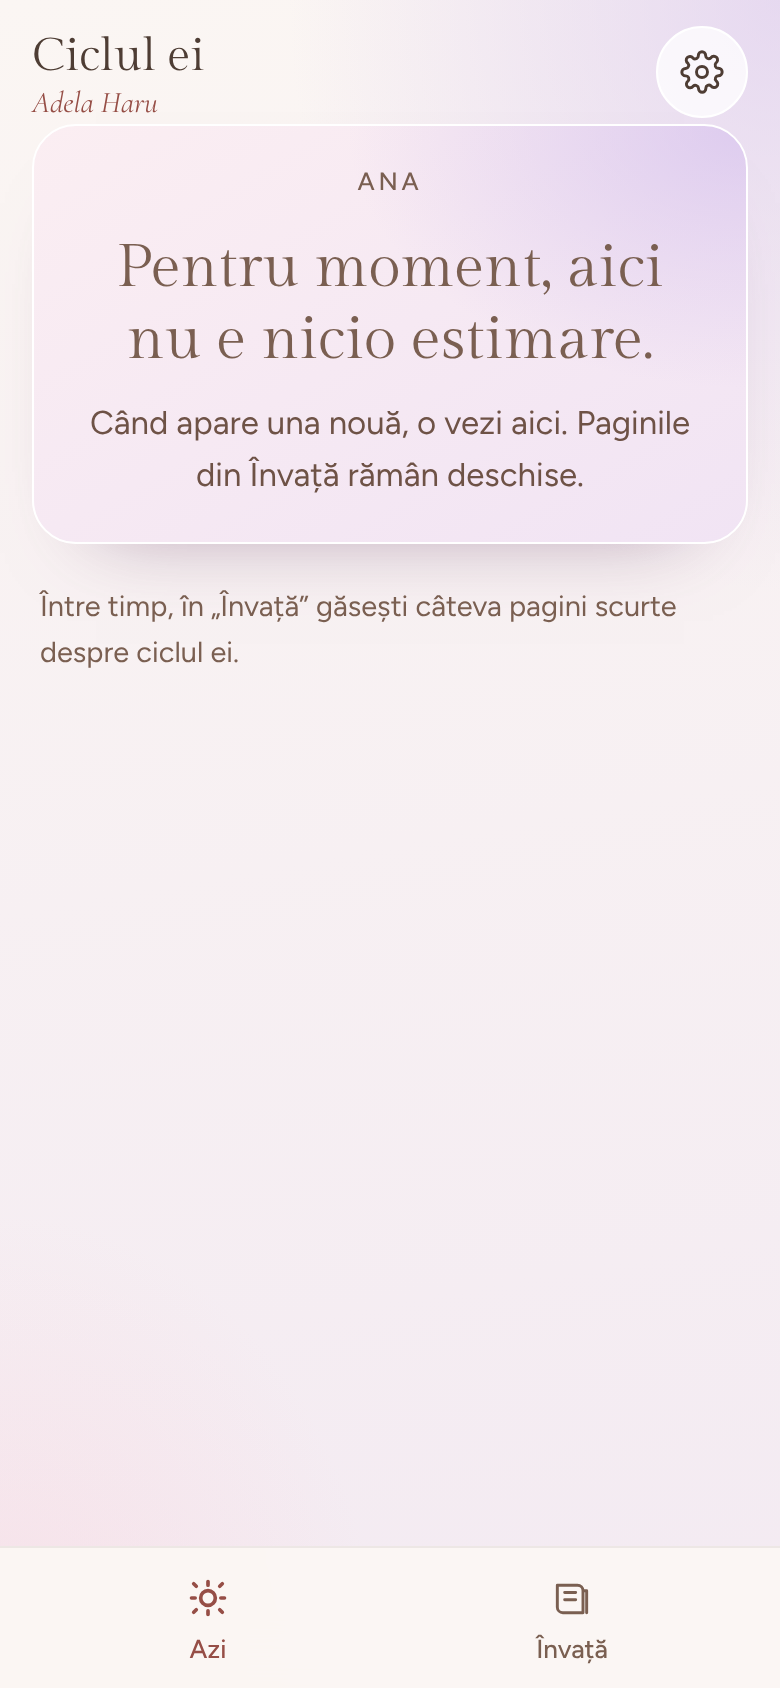 Ciclul ei
Adela Haru
ANA
Pentru moment, aici
nu e nicio estimare.
Când apare una nouă, o vezi aici. Paginile
din Învață rămân deschise.
Între timp, în „Învață” găsești câteva pagini scurte
despre ciclul ei.
Azi
Învață